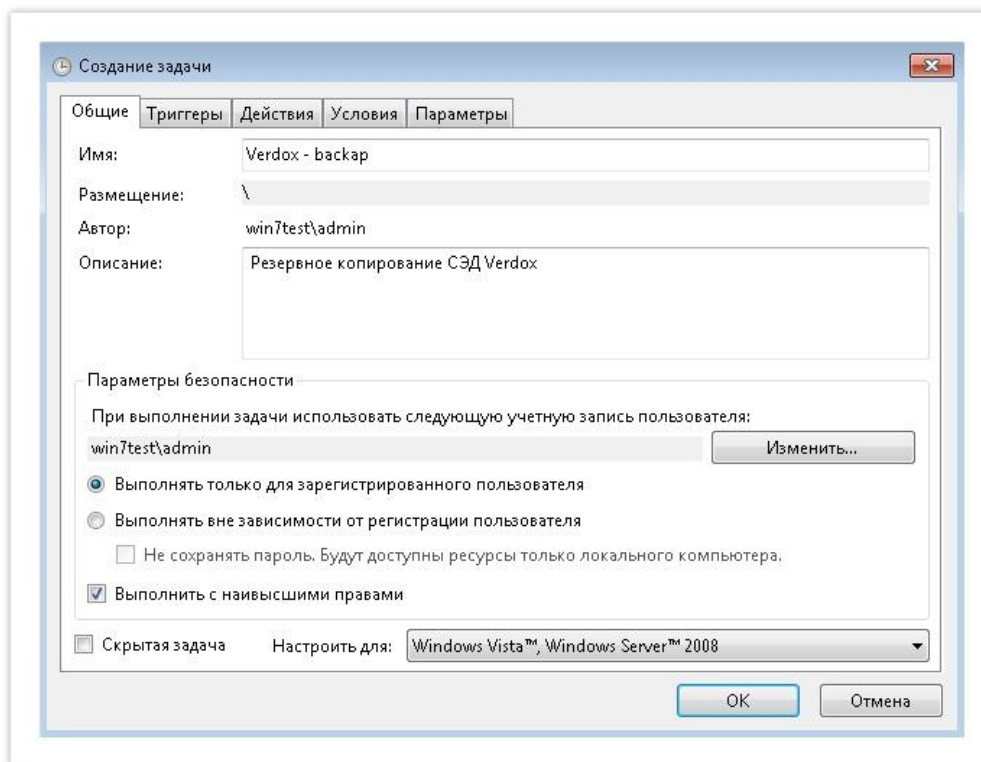 Создание задачи
Общие Триггеры Действия Условия Параметры
Имя: Verdox - backap
Размещение: \
Автор: win7test\admin
Описание: Резервное копирование СЭД Verdox
Параметры безопасности
При выполнении задачи использовать следующую учетную запись пользователя:
win7test\admin Изменить...
Выполнять только для зарегистрированного пользователя
Выполнять вне зависимости от регистрации пользователя
Не сохранять пароль. Будут доступны ресурсы только локального компьютера.
Выполнить с наивысшими правами
Скрытая задача Настроить для: Windows Vista™, Windows Server™ 2008
OK Отмена